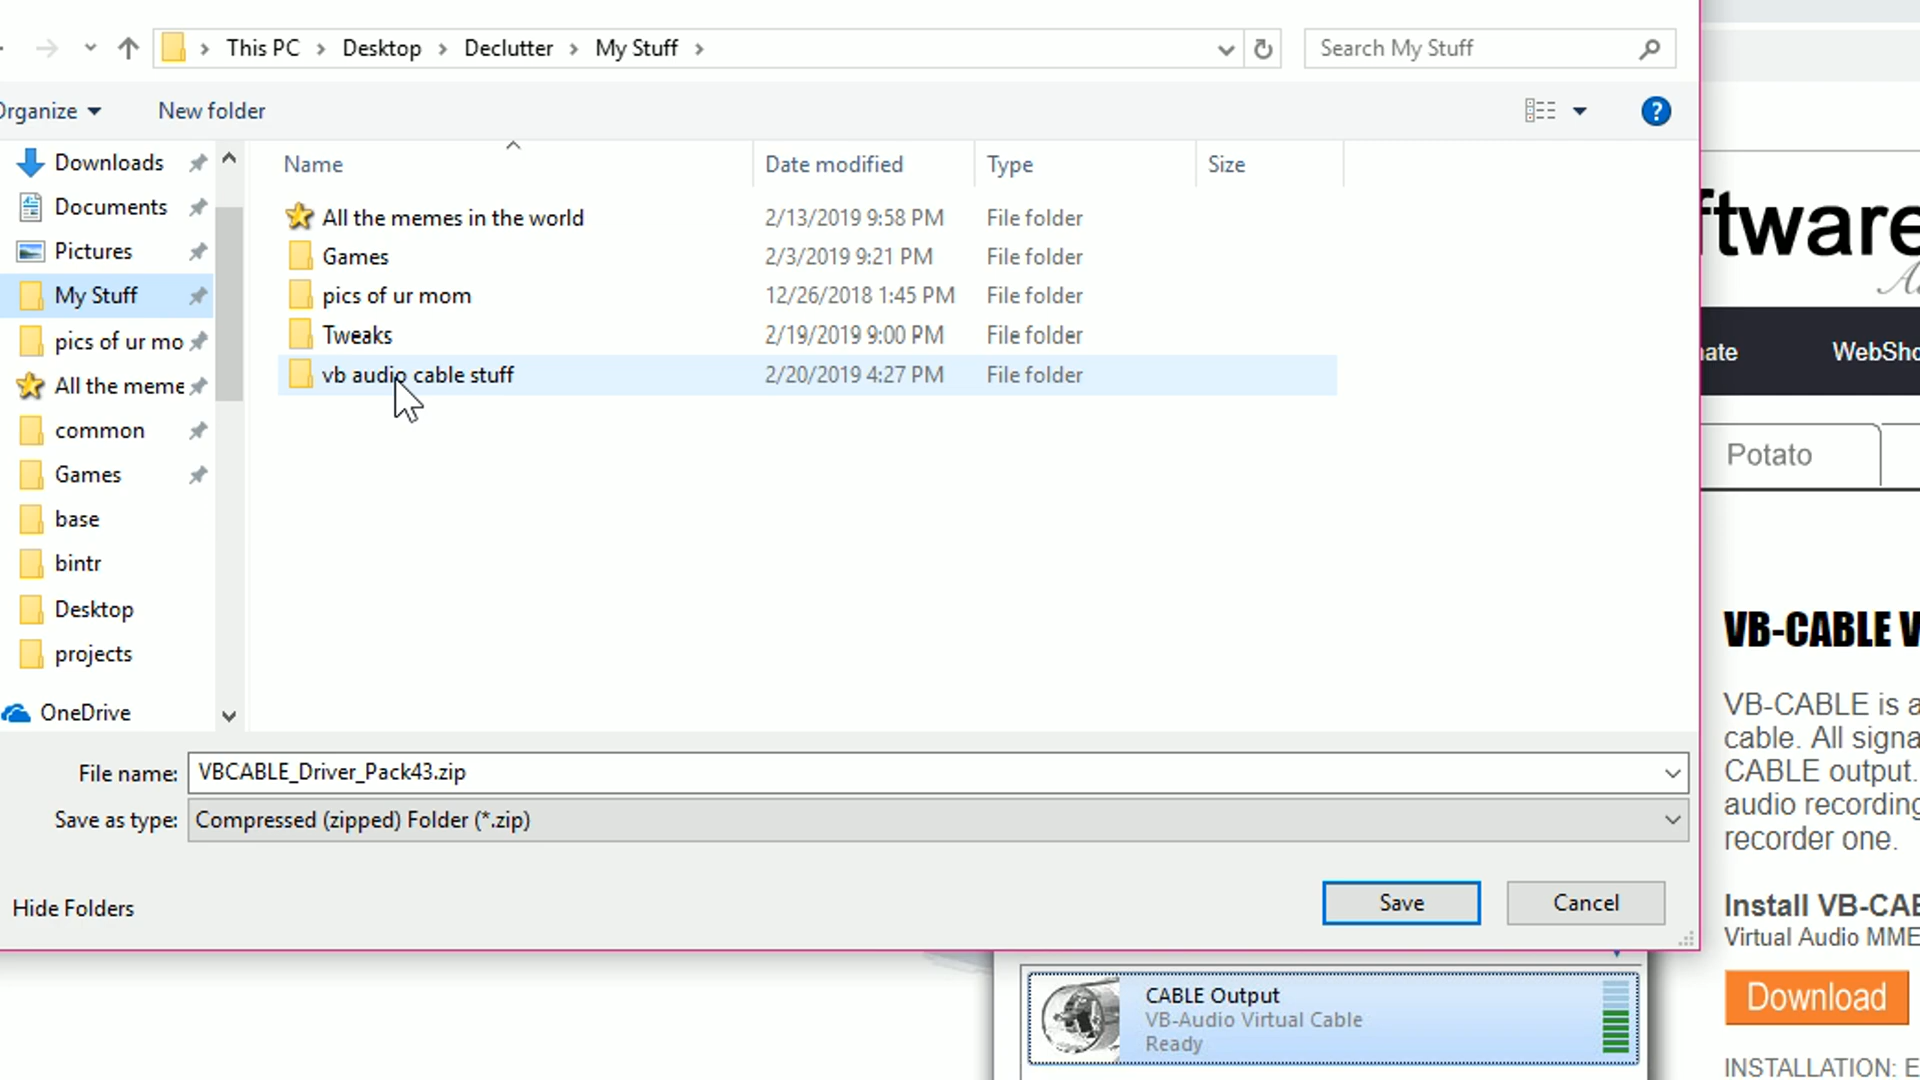 This PC > Desktop > Declutter > My Stuff >
Search My Stuff
Organize
New folder
?
Downloads
Documents
Pictures
My Stuff
pics of ur mo
All the meme
common
Games
base
bintr
Desktop
projects
OneDrive
Name Date modified Type Size
All the memes in the world 2/13/2019 9:58 PM File folder
Games 2/3/2019 9:21 PM File folder
pics of ur mom 12/26/2018 1:45 PM File folder
Tweaks 2/19/2019 9:00 PM File folder
vb audio cable stuff 2/20/2019 4:27 PM File folder
File name: VBCABLE_Driver_Pack43.zip
Save as type: Compressed (zipped) Folder (*.zip)
Hide Folders
Save
Cancel
ftware
nate WebSho
Potato
VB-CABLE V
VB-CABLE is a
cable. All signa
CABLE output.
audio recording
recorder one.
Install VB-CAB
Virtual Audio MME
Download
INSTALLATION: E
CABLE Output
VB-Audio Virtual Cable
Ready